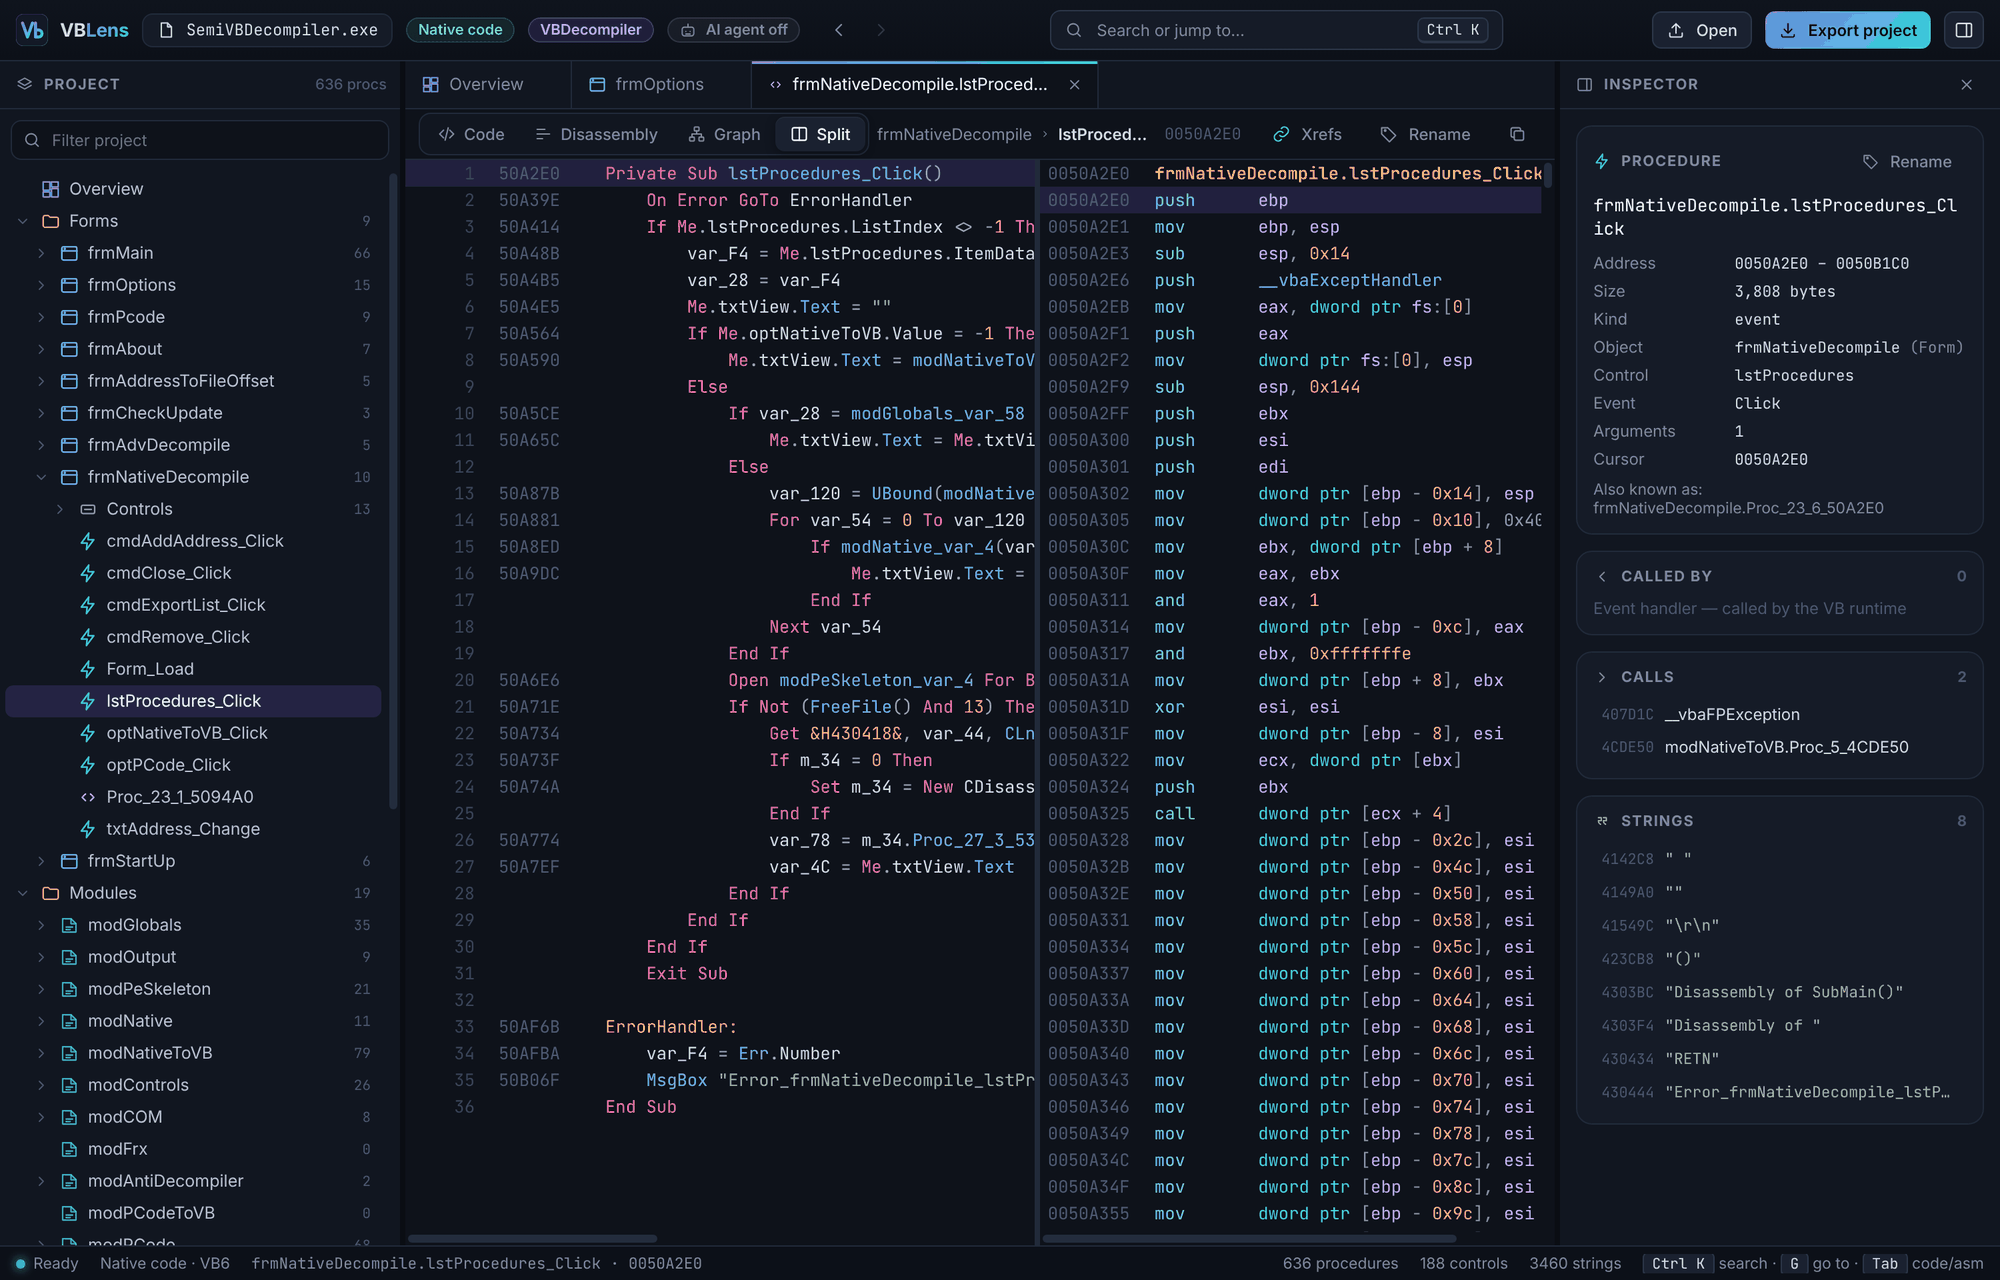 Vb VBLens SemiVBDecompiler.exe Native code VBDecompiler AI agent off Search or jump to... Ctrl K Open Export project
PROJECT 636 procs
Filter project
Overview
Forms 9
frmMain 66
frmOptions 15
frmPcode 9
frmAbout 7
frmAddressToFileOffset 5
frmCheckUpdate 3
frmAdvDecompile 5
frmNativeDecompile 10
Controls 13
cmdAddAddress_Click
cmdClose_Click
cmdExportList_Click
cmdRemove_Click
Form_Load
lstProcedures_Click
optNativeToVB_Click
optPCode_Click
Proc_23_1_5094A0
txtAddress_Change
frmStartUp 6
Modules 19
modGlobals 35
modOutput 9
modPeSkeleton 21
modNative 11
modNativeToVB 79
modControls 26
modCOM 8
modFrx 0
modAntiDecompiler 2
modPCodeToVB 0
modPCode 68
Overview frmOptions frmNativeDecompile.lstProced...
Code Disassembly Graph Split frmNativeDecompile › lstProced... 0050A2E0 Xrefs Rename
1 50A2E0 Private Sub lstProcedures_Click()
2 50A39E On Error GoTo ErrorHandler
3 50A414 If Me.lstProcedures.ListIndex <> -1 Th
4 50A48B var_F4 = Me.lstProcedures.ItemData
5 50A4B5 var_28 = var_F4
6 50A4E5 Me.txtView.Text = ""
7 50A564 If Me.optNativeToVB.Value = -1 The
8 50A590 Me.txtView.Text = modNativeToV
9 Else
10 50A5CE If var_28 = modGlobals_var_58
11 50A65C Me.txtView.Text = Me.txtVi
12 Else
13 50A87B var_120 = UBound(modNative
14 50A881 For var_54 = 0 To var_120
15 50A8ED If modNative_var_4(var
16 50A9DC Me.txtView.Text =
17 End If
18 Next var_54
19 End If
20 50A6E6 Open modPeSkeleton_var_4 For B
21 50A71E If Not (FreeFile() And 13) The
22 50A734 Get &H430418&, var_44, CLn
23 50A73F If m_34 = 0 Then
24 50A74A Set m_34 = New CDisass
25 End If
26 50A774 var_78 = m_34.Proc_27_3_53
27 50A7EF var_4C = Me.txtView.Text
28 End If
29 End If
30 End If
31 Exit Sub
32
33 50AF6B ErrorHandler:
34 50AFBA var_F4 = Err.Number
35 50B06F MsgBox "Error_frmNativeDecompile_lstPr
36 End Sub
0050A2E0 frmNativeDecompile.lstProcedures_Click
0050A2E0 push ebp
0050A2E1 mov ebp, esp
0050A2E3 sub esp, 0x14
0050A2E6 push __vbaExceptHandler
0050A2EB mov eax, dword ptr fs:[0]
0050A2F1 push eax
0050A2F2 mov dword ptr fs:[0], esp
0050A2F9 sub esp, 0x144
0050A2FF push ebx
0050A300 push esi
0050A301 push edi
0050A302 mov dword ptr [ebp - 0x14], esp
0050A305 mov dword ptr [ebp - 0x10], 0x40
0050A30C mov ebx, dword ptr [ebp + 8]
0050A30F mov eax, ebx
0050A311 and eax, 1
0050A314 mov dword ptr [ebp - 0xc], eax
0050A317 and ebx, 0xfffffffe
0050A31A mov dword ptr [ebp + 8], ebx
0050A31D xor esi, esi
0050A31F mov dword ptr [ebp - 8], esi
0050A322 mov ecx, dword ptr [ebx]
0050A324 push ebx
0050A325 call dword ptr [ecx + 4]
0050A328 mov dword ptr [ebp - 0x2c], esi
0050A32B mov dword ptr [ebp - 0x4c], esi
0050A32E mov dword ptr [ebp - 0x50], esi
0050A331 mov dword ptr [ebp - 0x58], esi
0050A334 mov dword ptr [ebp - 0x5c], esi
0050A337 mov dword ptr [ebp - 0x60], esi
0050A33A mov dword ptr [ebp - 0x64], esi
0050A33D mov dword ptr [ebp - 0x68], esi
0050A340 mov dword ptr [ebp - 0x6c], esi
0050A343 mov dword ptr [ebp - 0x70], esi
0050A346 mov dword ptr [ebp - 0x74], esi
0050A349 mov dword ptr [ebp - 0x78], esi
0050A34C mov dword ptr [ebp - 0x7c], esi
0050A34F mov dword ptr [ebp - 0x8c], esi
0050A355 mov dword ptr [ebp - 0x9c], esi
INSPECTOR
PROCEDURE Rename
frmNativeDecompile.lstProcedures_Cl
ick
Address 0050A2E0 – 0050B1C0
Size 3,808 bytes
Kind event
Object frmNativeDecompile (Form)
Control lstProcedures
Event Click
Arguments 1
Cursor 0050A2E0
Also known as:
frmNativeDecompile.Proc_23_6_50A2E0
CALLED BY 0
Event handler — called by the VB runtime
CALLS 2
407D1C __vbaFPException
4CDE50 modNativeToVB.Proc_5_4CDE50
STRINGS 8
4142C8 " "
4149A0 ""
41549C "\r\n"
423CB8 "()"
4303BC "Disassembly of SubMain()"
4303F4 "Disassembly of "
430434 "RETN"
430444 "Error_frmNativeDecompile_lstP…
Ready Native code · VB6 frmNativeDecompile.lstProcedures_Click · 0050A2E0 636 procedures 188 controls 3460 strings Ctrl K search · G go to · Tab code/asm